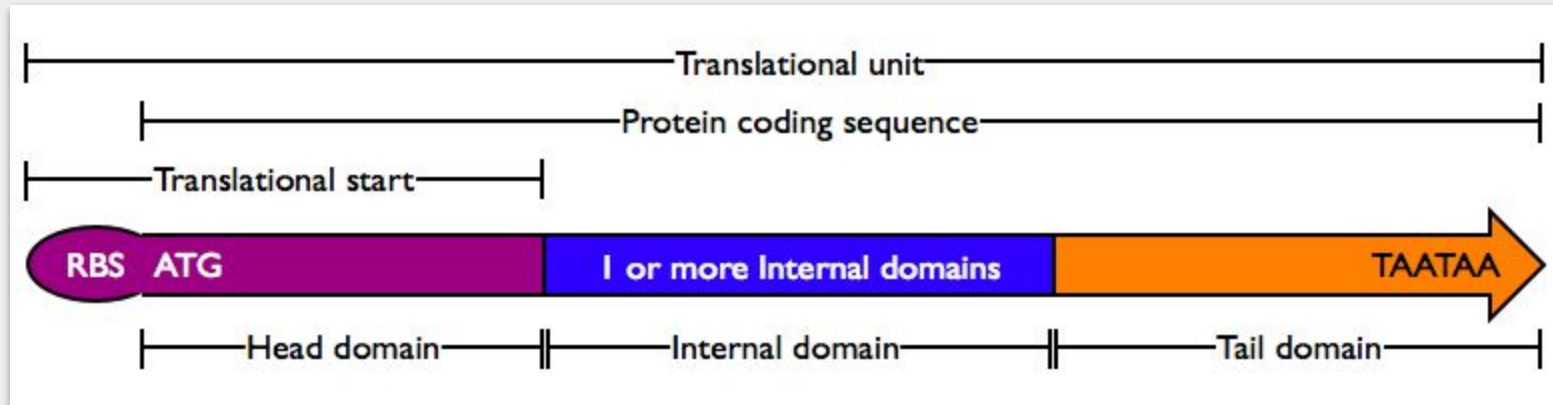 Translational unit
Protein coding sequence
Translational start
RBS ATG 1 or more Internal domains TAATAA
Head domain Internal domain Tail domain